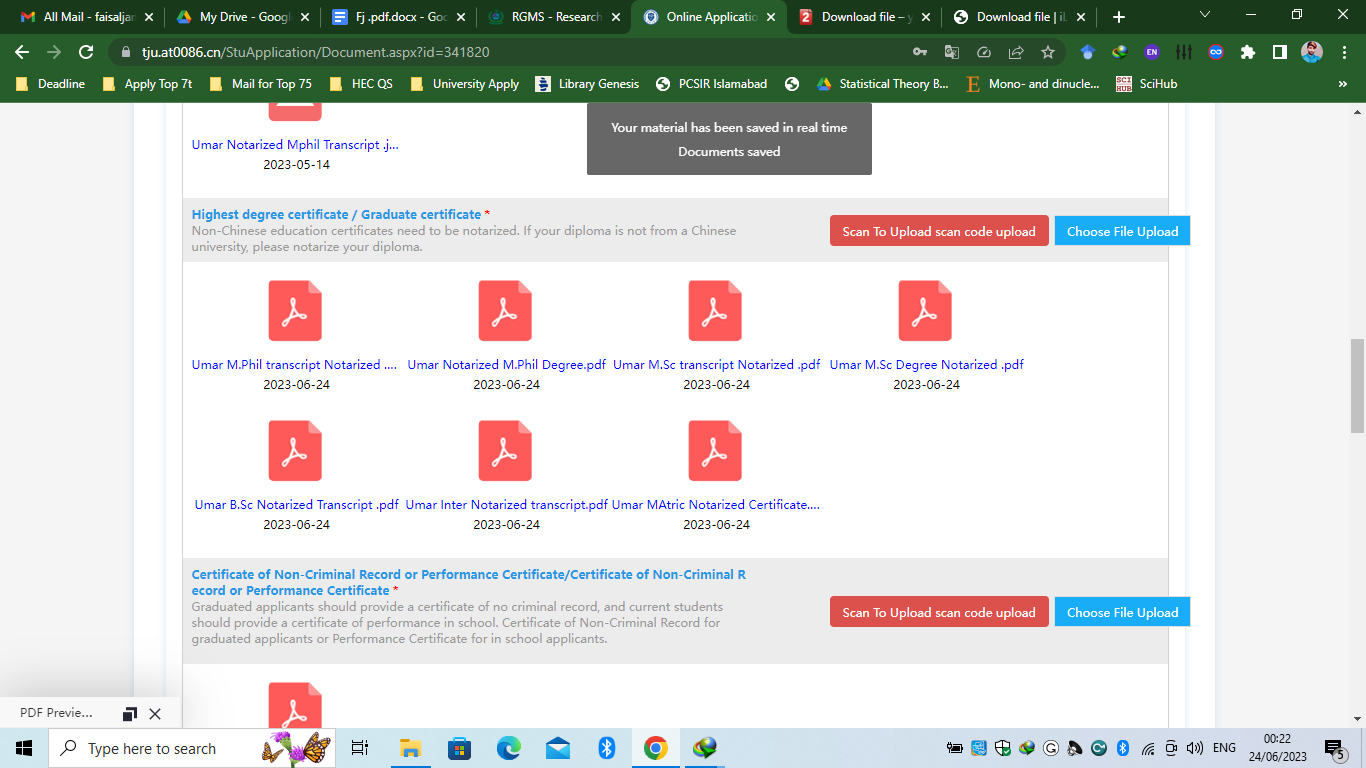 All Mail - faisaljar
My Drive - Googl
Fj .pdf.docx - Goo
RGMS - Research
Online Applicatio
Download file – y
Download file | iL
tju.at0086.cn/StuApplication/Document.aspx?id=341820
Deadline
Apply Top 7t
Mail for Top 75
HEC QS
University Apply
Library Genesis
PCSIR Islamabad
Statistical Theory B...
Mono- and dinucle...
SciHub
»
Your material has been saved in real time
Documents saved
Umar Notarized Mphil Transcript .j...
2023-05-14
Highest degree certificate / Graduate certificate *
Non-Chinese education certificates need to be notarized. If your diploma is not from a Chinese
university, please notarize your diploma.
Scan To Upload scan code upload
Choose File Upload
Umar M.Phil transcript Notarized ....
2023-06-24
Umar Notarized M.Phil Degree.pdf
2023-06-24
Umar M.Sc transcript Notarized .pdf
2023-06-24
Umar M.Sc Degree Notarized .pdf
2023-06-24
Umar B.Sc Notarized Transcript .pdf
2023-06-24
Umar Inter Notarized transcript.pdf
2023-06-24
Umar MAtric Notarized Certificate....
2023-06-24
Certificate of Non-Criminal Record or Performance Certificate/Certificate of Non-Criminal R
ecord or Performance Certificate *
Graduated applicants should provide a certificate of no criminal record, and current students
should provide a certificate of performance in school. Certificate of Non-Criminal Record for
graduated applicants or Performance Certificate for in school applicants.
Scan To Upload scan code upload
Choose File Upload
PDF Previe...
Type here to search
ENG
00:22
24/06/2023
5